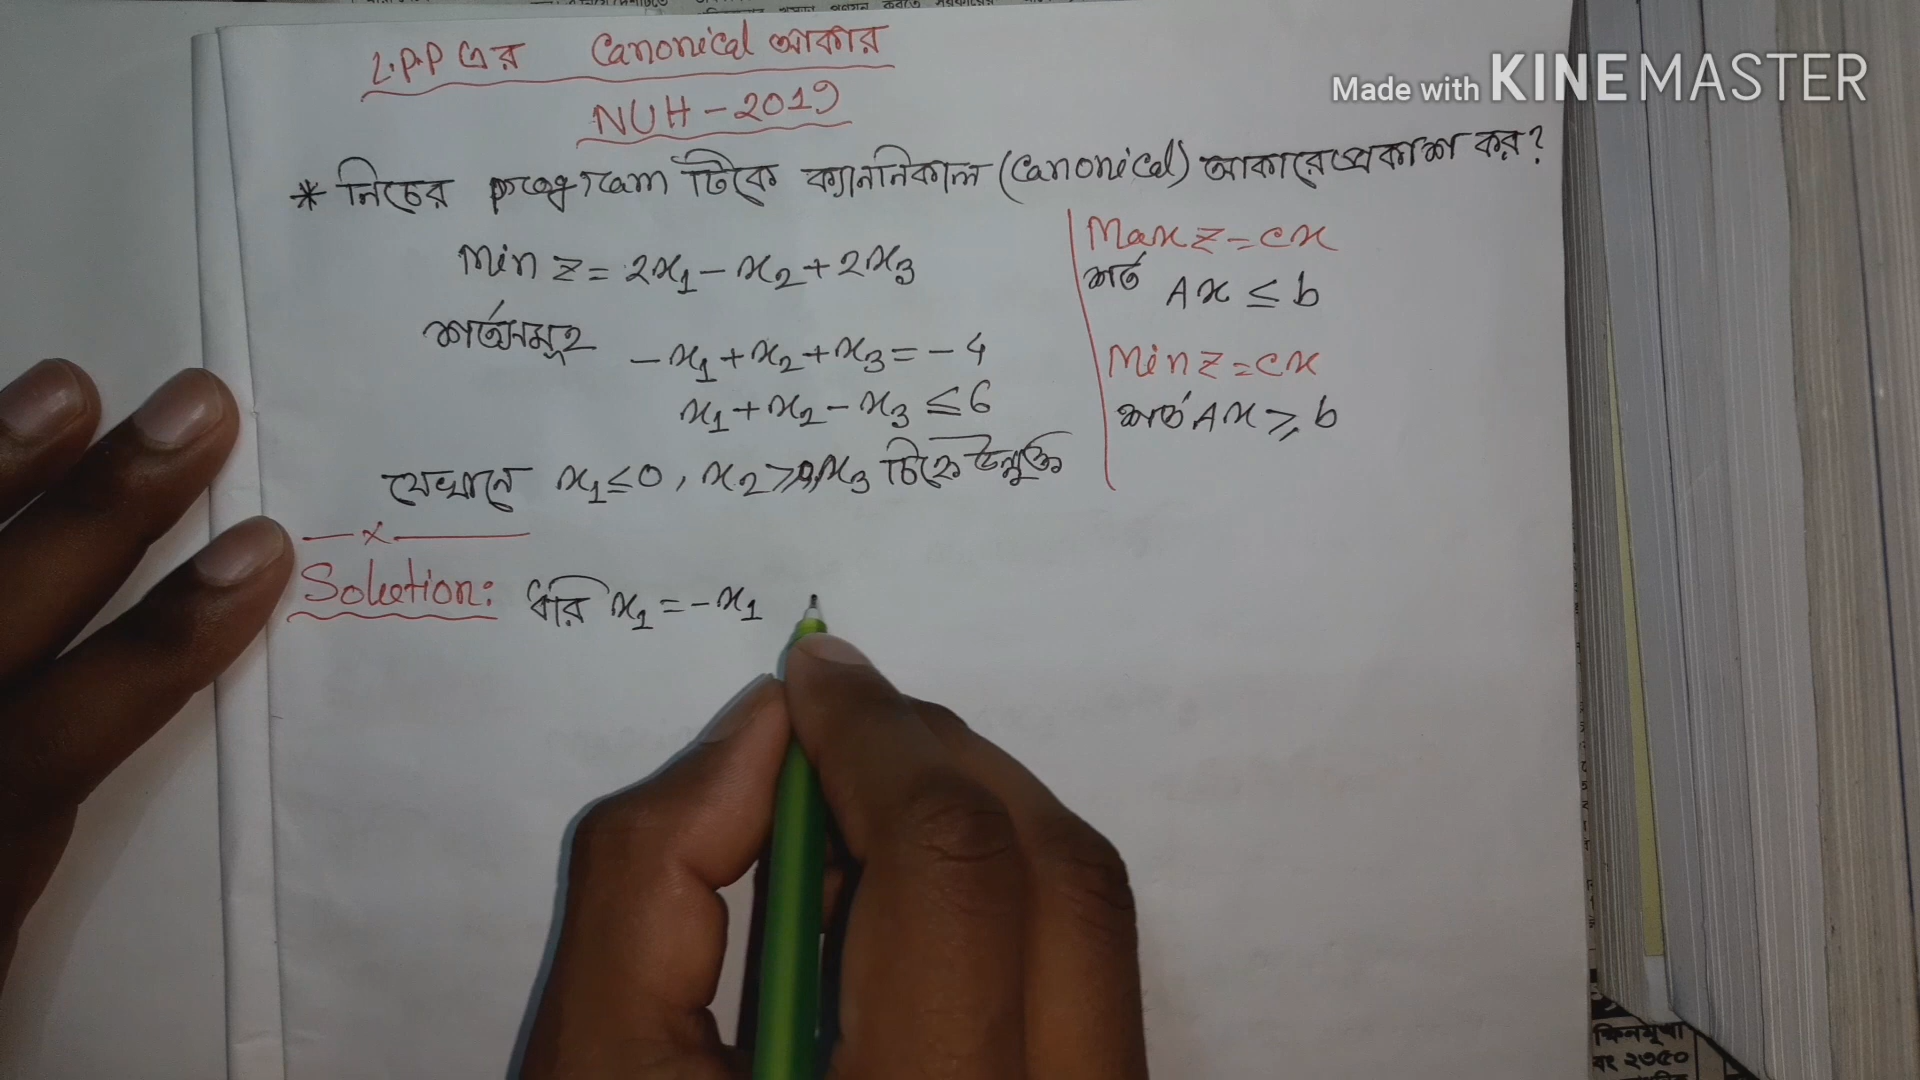 L.P.P এর Canonical আকার
NUH - 2019
Made with KINEMASTER
* নিচের program টিকে ক্যাননিকাল (Canonical) আকারে প্রকাশ কর?
Min z = 2x₁ - x₂ + 2x₃
শর্তসমূহ
-x₁ + x₂ + x₃ = -4
x₁ + x₂ - x₃ ≤ 6
যেখানে x₁ ≤ 0, x₂ ≥ 0, x₃ চিহ্নে উন্মুক্ত
Max z = cx
শর্ত Ax ≤ b
Min z = cx
শর্ত Ax ≥ b
Solution: ধরি x₁ = -x₁